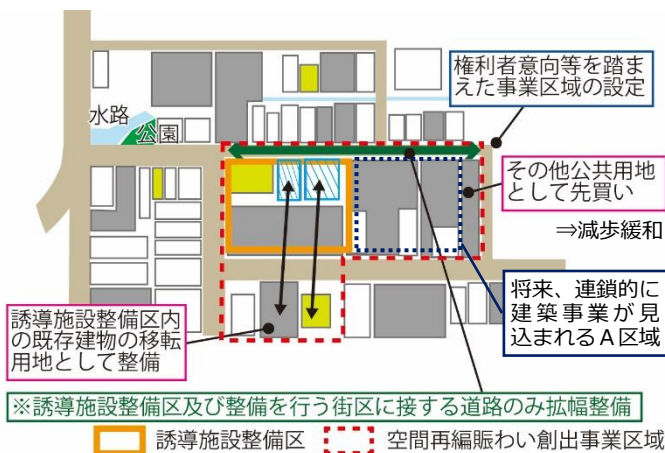 権利者意向等を踏ま
えた事業区域の設定
水路
公園
その他公共用地
として先買い
⇒減歩緩和
将来、連鎖的に
建築事業が見
込まれるA区域
誘導施設整備区内
の既存建物の移転
用地として整備
※誘導施設整備区及び整備を行う街区に接する道路のみ拡幅整備
誘導施設整備区
空間再編賑わい創出事業区域